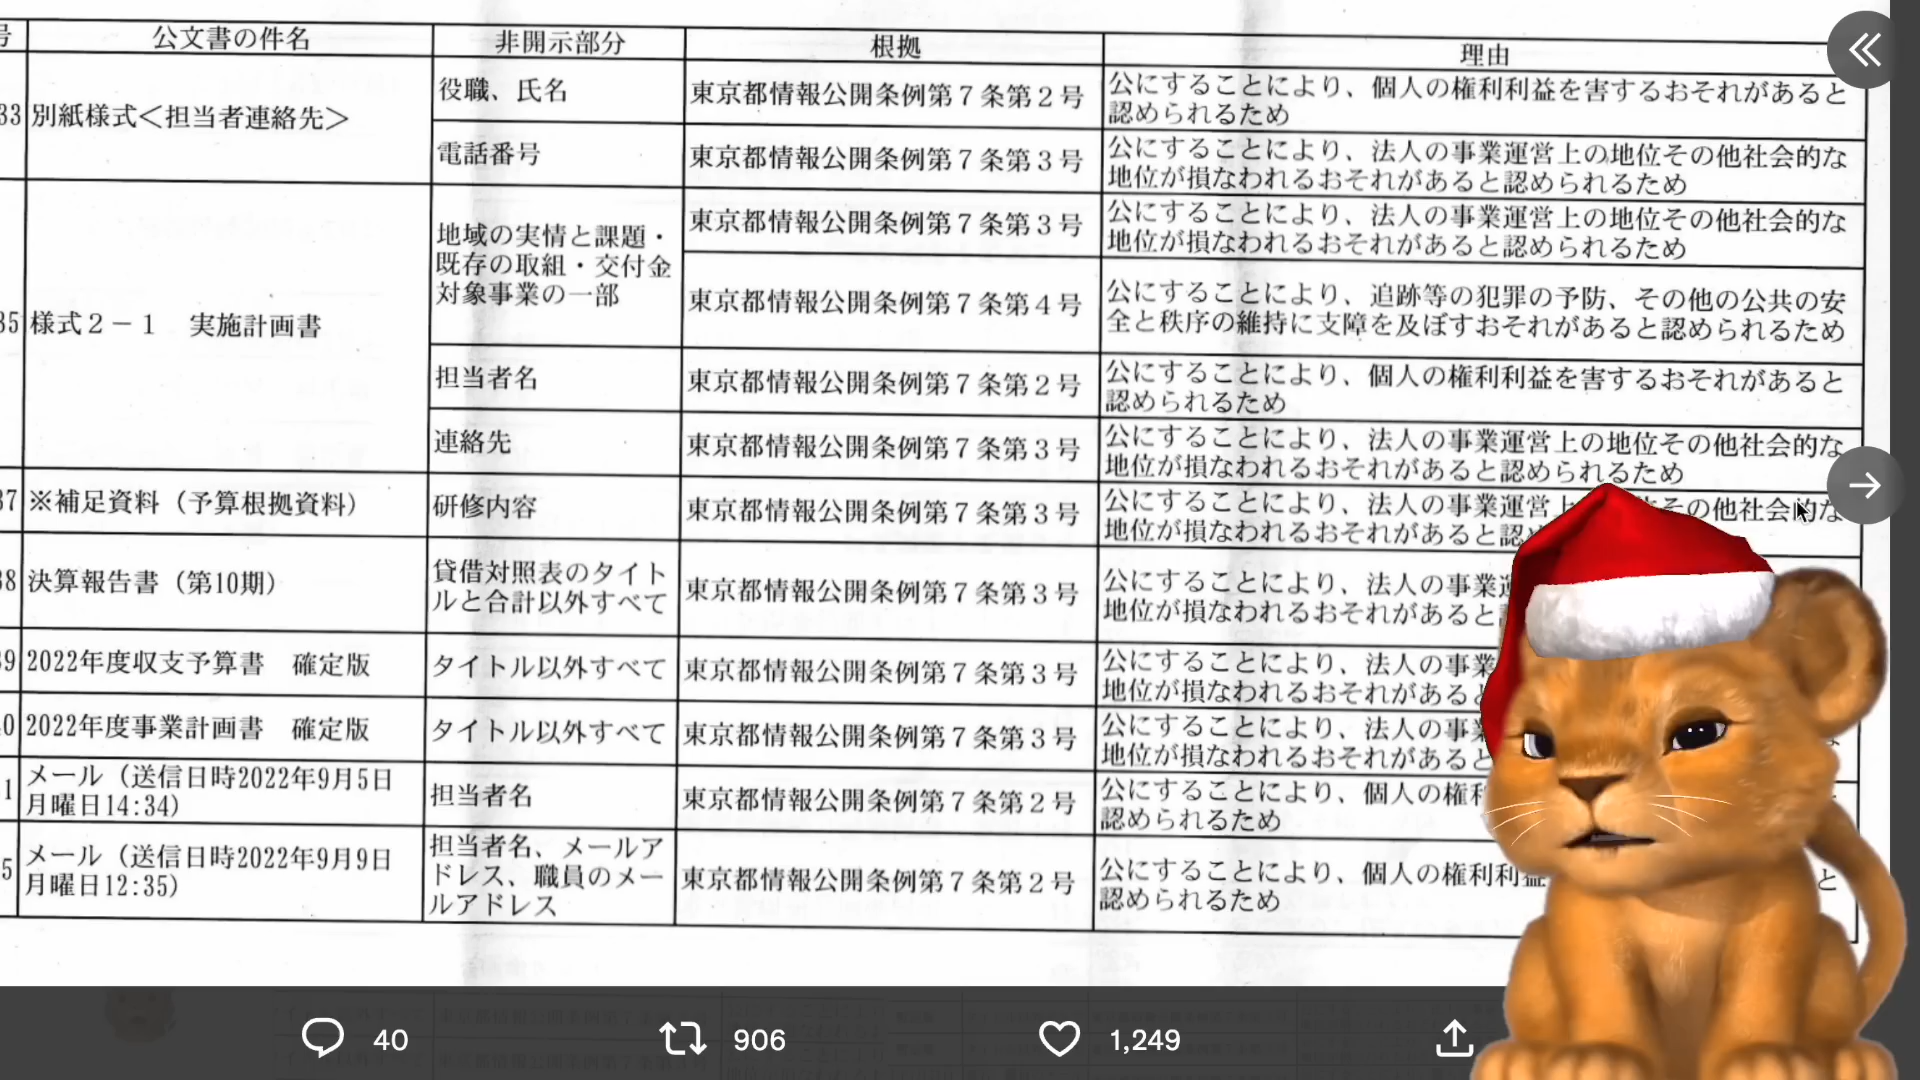 号 公文書の件名 非開示部分 根拠 理由
33 別紙様式＜担当者連絡先＞
役職、氏名
東京都情報公開条例第７条第２号
公にすることにより、個人の権利利益を害するおそれがあると
認められるため
電話番号
東京都情報公開条例第７条第３号
公にすることにより、法人の事業運営上の地位その他社会的な
地位が損なわれるおそれがあると認められるため
35 様式２－１　実施計画書
地域の実情と課題・
既存の取組・交付金
対象事業の一部
東京都情報公開条例第７条第３号
公にすることにより、法人の事業運営上の地位その他社会的な
地位が損なわれるおそれがあると認められるため
東京都情報公開条例第７条第４号
公にすることにより、追跡等の犯罪の予防、その他の公共の安
全と秩序の維持に支障を及ぼすおそれがあると認められるため
担当者名
東京都情報公開条例第７条第２号
公にすることにより、個人の権利利益を害するおそれがあると
認められるため
連絡先
東京都情報公開条例第７条第３号
公にすることにより、法人の事業運営上の地位その他社会的な
地位が損なわれるおそれがあると認められるため
37 ※補足資料（予算根拠資料）
研修内容
東京都情報公開条例第７条第３号
公にすることにより、法人の事業運営上 その他社会的な
地位が損なわれるおそれがあると認
38 決算報告書（第10期）
貸借対照表のタイト
ルと合計以外すべて
東京都情報公開条例第７条第３号
公にすることにより、法人の事業
地位が損なわれるおそれがあると
39 2022年度収支予算書　確定版
タイトル以外すべて
東京都情報公開条例第７条第３号
公にすることにより、法人の事業
地位が損なわれるおそれがあると
40 2022年度事業計画書　確定版
タイトル以外すべて
東京都情報公開条例第７条第３号
公にすることにより、法人の事業
地位が損なわれるおそれがあると
1 メール（送信日時2022年9月5日
月曜日14:34）
担当者名
東京都情報公開条例第７条第２号
公にすることにより、個人の権利
認められるため
5 メール（送信日時2022年9月9日
月曜日12:35）
担当者名、メールア
ドレス、職員のメー
ルアドレス
東京都情報公開条例第７条第２号
公にすることにより、個人の権利利益 と
認められるため
40 906 1,249